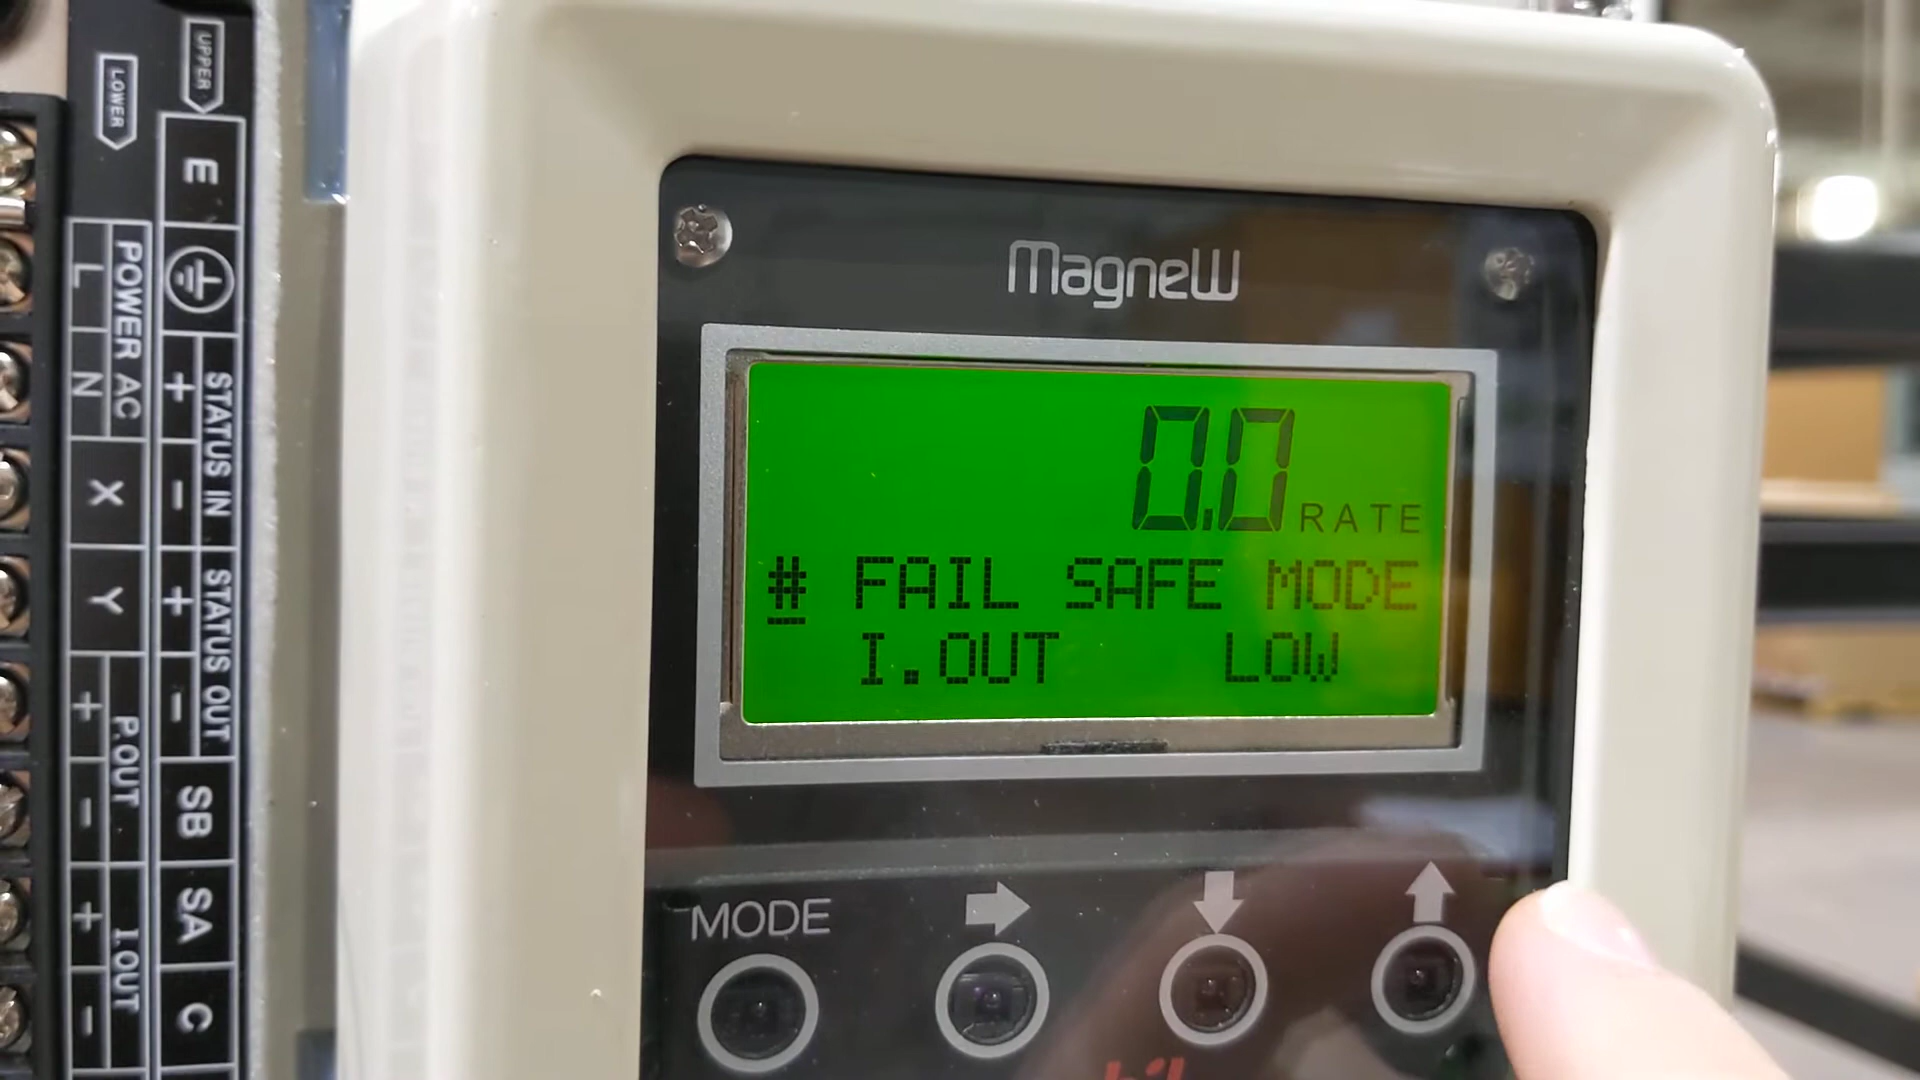 UPPER
LOWER
E
POWER AC
L
N
STATUS IN
+
-
X
Y
STATUS OUT
+
-
P.OUT
+
-
SB
SA
I.OUT
+
-
C
MagneW
0.0 RATE
# FAIL SAFE MODE
I.OUT LOW
MODE